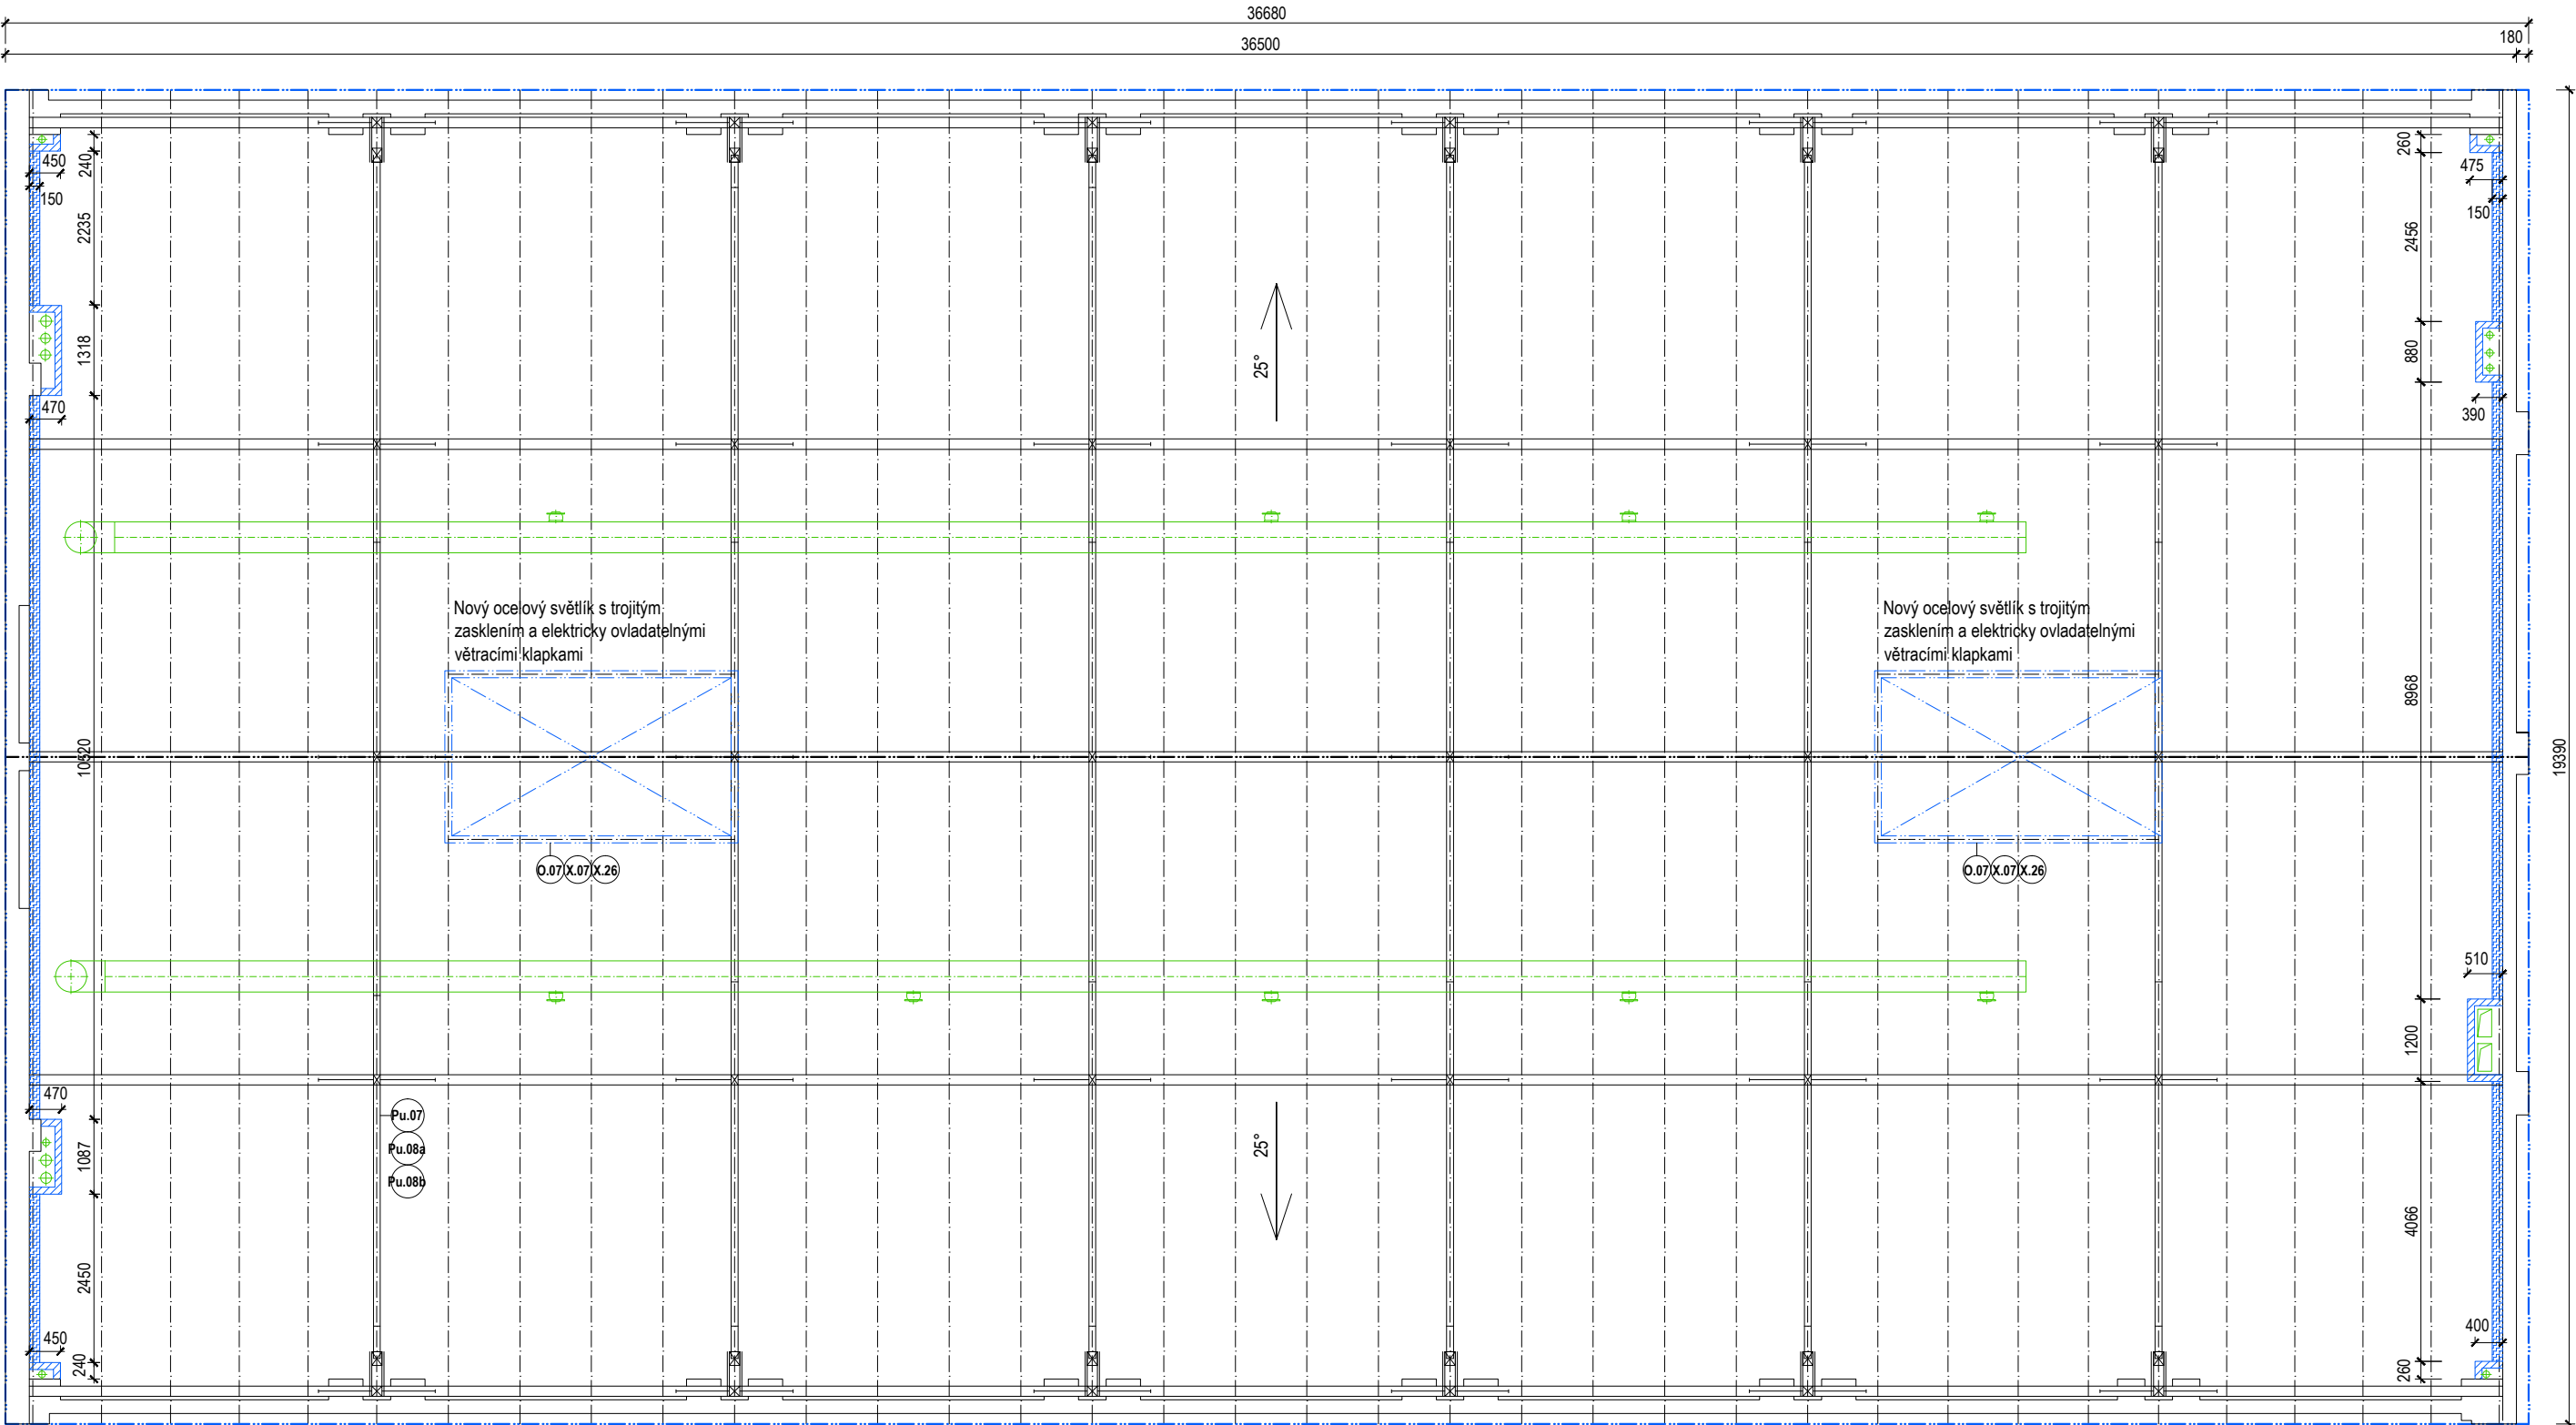 36680
36500
180
450
240
150
2235
1318
470
25°
260
475
150
2456
880
390
Nový ocelový světlík s trojitým
zasklením a elektricky ovladatelnými
větracími klapkami
Nový ocelový světlík s trojitým
zasklením a elektricky ovladatelnými
větracími klapkami
10520
8968
19390
O.07 X.07 X.26
O.07 X.07 X.26
510
1200
470
1087
Pu.07
Pu.08a
Pu.08b
25°
2450
4066
450
240
400
260